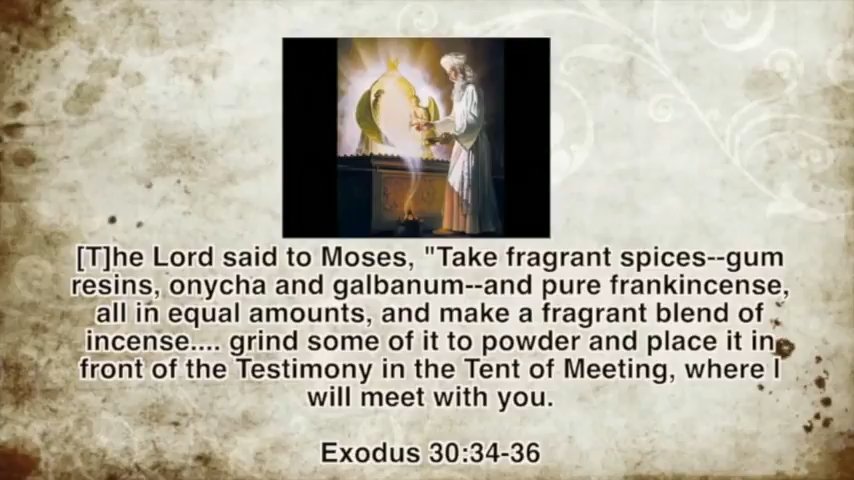 [T]he Lord said to Moses, "Take fragrant spices--gum
resins, onycha and galbanum--and pure frankincense,
all in equal amounts, and make a fragrant blend of
incense.... grind some of it to powder and place it in
front of the Testimony in the Tent of Meeting, where I
will meet with you.
Exodus 30:34-36